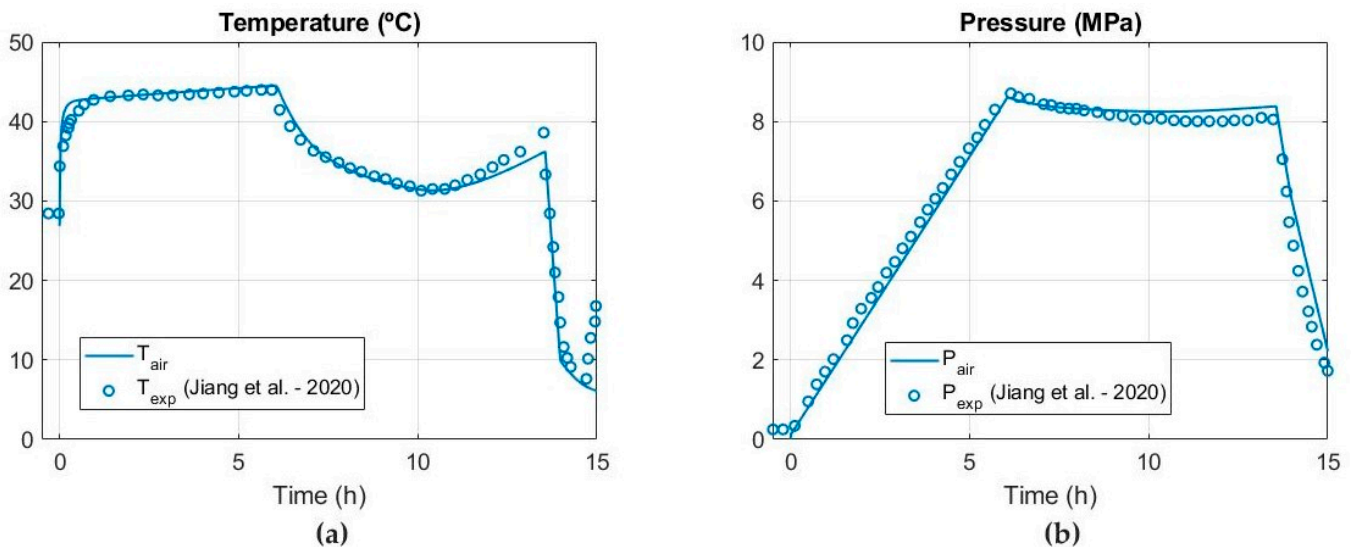 Temperature (ºC)
50
40
30
20
10
0
0
5
10
15
Time (h)
T_air
T_exp (Jiang et al. - 2020)
(a)
Pressure (MPa)
10
8
6
4
2
0
0
5
10
15
Time (h)
P_air
P_exp (Jiang et al. - 2020)
(b)